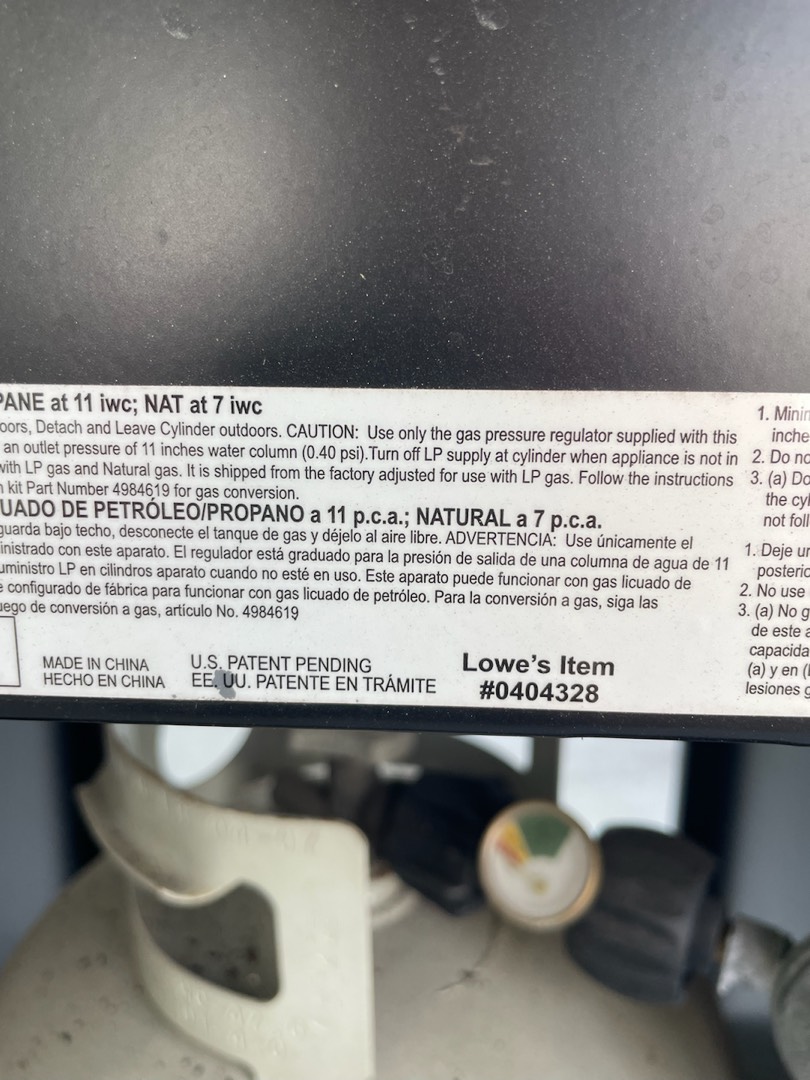 PANE at 11 iwc; NAT at 7 iwc
oors, Detach and Leave Cylinder outdoors. CAUTION: Use only the gas pressure regulator supplied with this
an outlet pressure of 11 inches water column (0.40 psi).Turn off LP supply at cylinder when appliance is not in
with LP gas and Natural gas. It is shipped from the factory adjusted for use with LP gas. Follow the instructions
n kit Part Number 4984619 for gas conversion.
UADO DE PETRÓLEO/PROPANO a 11 p.c.a.; NATURAL a 7 p.c.a.
guarda bajo techo, desconecte el tanque de gas y déjelo al aire libre. ADVERTENCIA: Use únicamente el
inistrado con este aparato. El regulador está graduado para la presión de salida de una columna de agua de 11
uministro LP en cilindros aparato cuando no esté en uso. Este aparato puede funcionar con gas licuado de
e configurado de fábrica para funcionar con gas licuado de petróleo. Para la conversión a gas, siga las
uego de conversión a gas, artículo No. 4984619
MADE IN CHINA
HECHO EN CHINA
U.S. PATENT PENDING
EE. UU. PATENTE EN TRÁMITE
Lowe's Item
#0404328
1. Minin
inche
2. Do no
3. (a) Do
the cyl
not foll
1. Deje un
posterio
2. No use
3. (a) No g
de este a
capacida
(a) y en (
lesiones g